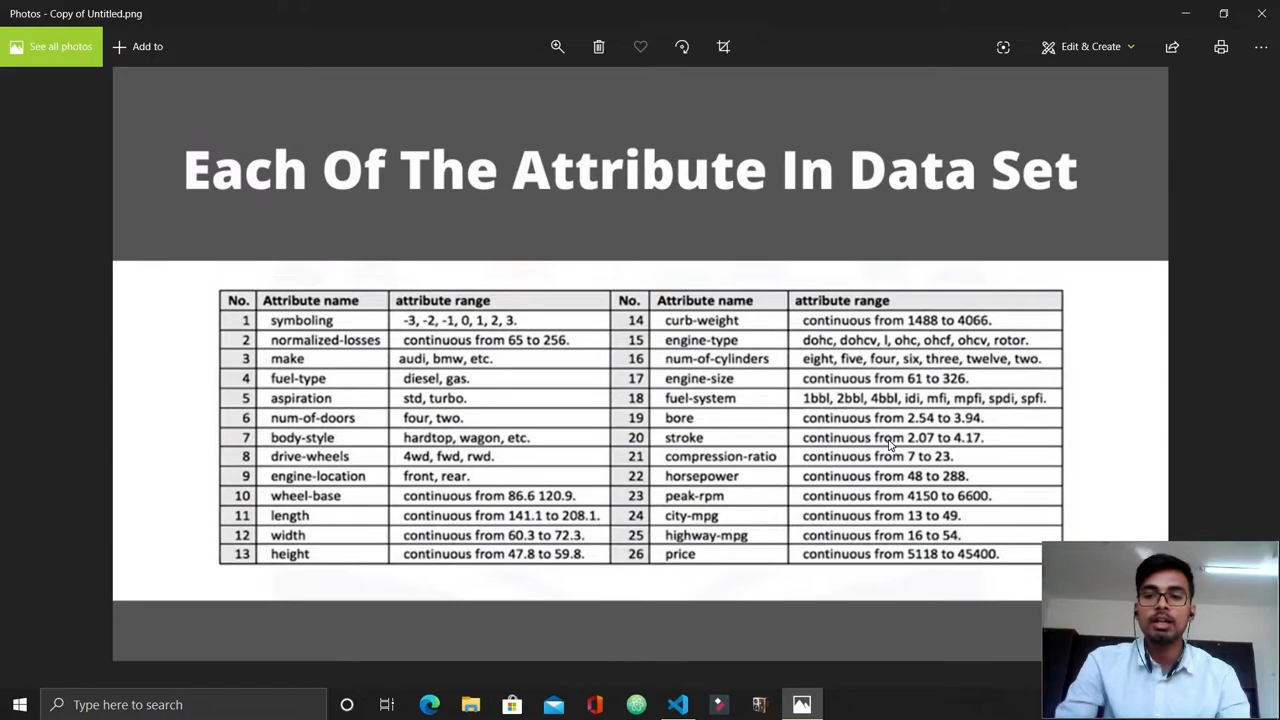 Photos - Copy of Untitled.png
See all photos
Add to
Edit & Create
Each Of The Attribute In Data Set
No. Attribute name attribute range No. Attribute name attribute range
1 symboling -3, -2, -1, 0, 1, 2, 3. 14 curb-weight continuous from 1488 to 4066.
2 normalized-losses continuous from 65 to 256. 15 engine-type dohc, dohcv, l, ohc, ohcf, ohcv, rotor.
3 make audi, bmw, etc. 16 num-of-cylinders eight, five, four, six, three, twelve, two.
4 fuel-type diesel, gas. 17 engine-size continuous from 61 to 326.
5 aspiration std, turbo. 18 fuel-system 1bbl, 2bbl, 4bbl, idi, mfi, mpfi, spdi, spfi.
6 num-of-doors four, two. 19 bore continuous from 2.54 to 3.94.
7 body-style hardtop, wagon, etc. 20 stroke continuous from 2.07 to 4.17.
8 drive-wheels 4wd, fwd, rwd. 21 compression-ratio continuous from 7 to 23.
9 engine-location front, rear. 22 horsepower continuous from 48 to 288.
10 wheel-base continuous from 86.6 120.9. 23 peak-rpm continuous from 4150 to 6600.
11 length continuous from 141.1 to 208.1. 24 city-mpg continuous from 13 to 49.
12 width continuous from 60.3 to 72.3. 25 highway-mpg continuous from 16 to 54.
13 height continuous from 47.8 to 59.8. 26 price continuous from 5118 to 45400.
Type here to search